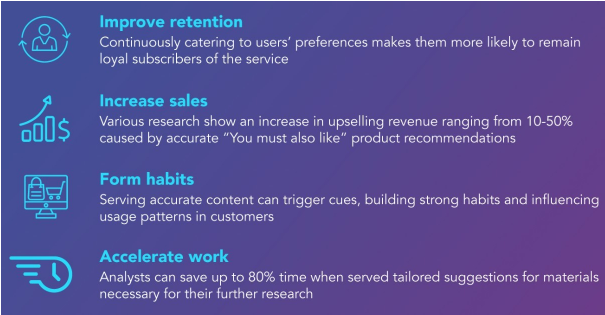 Improve retention
Continuously catering to users' preferences makes them more likely to remain
loyal subscribers of the service
Increase sales
Various research show an increase in upselling revenue ranging from 10-50%
caused by accurate "You must also like" product recommendations
Form habits
Serving accurate content can trigger cues, building strong habits and influencing
usage patterns in customers
Accelerate work
Analysts can save up to 80% time when served tailored suggestions for materials
necessary for their further research